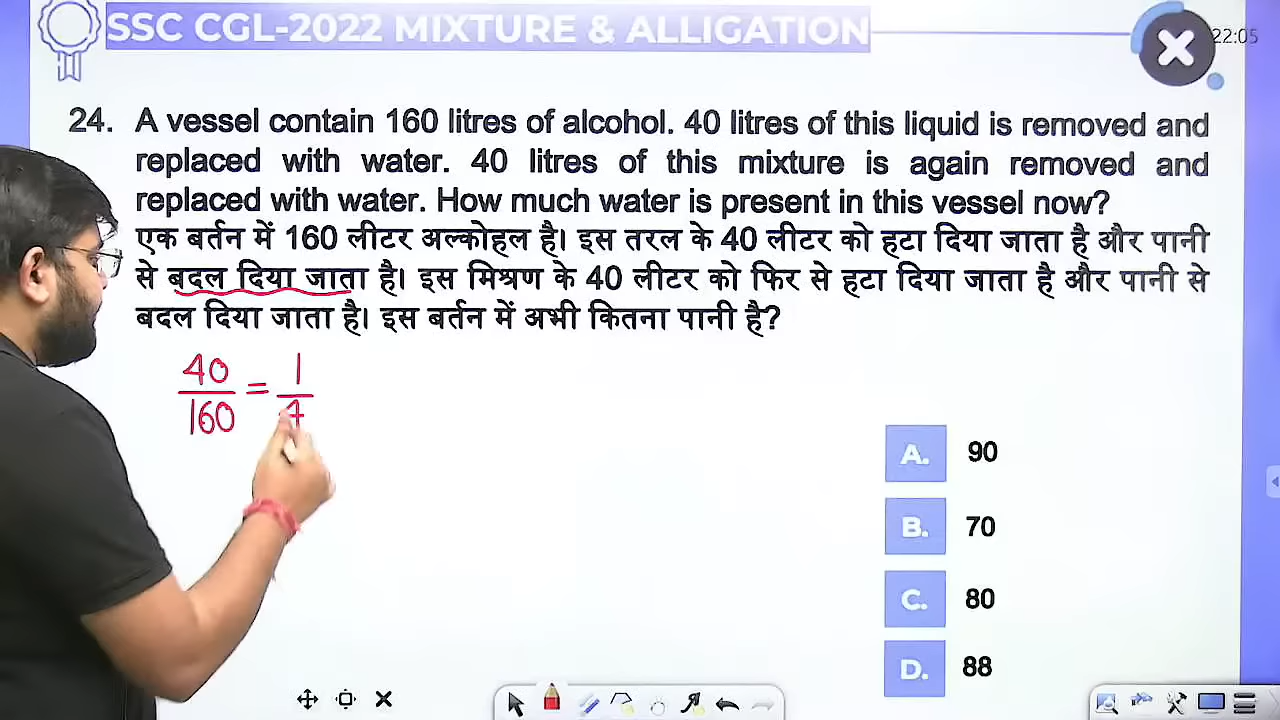 SSC CGL-2022 MIXTURE & ALLIGATION
22:05
24. A vessel contain 160 litres of alcohol. 40 litres of this liquid is removed and
replaced with water. 40 litres of this mixture is again removed and
replaced with water. How much water is present in this vessel now?
एक बर्तन में 160 लीटर अल्कोहल है। इस तरल के 40 लीटर को हटा दिया जाता है और पानी
से बदल दिया जाता है। इस मिश्रण के 40 लीटर को फिर से हटा दिया जाता है और पानी से
बदल दिया जाता है। इस बर्तन में अभी कितना पानी है?
40/160 = 1/4
A. 90
B. 70
C. 80
D. 88